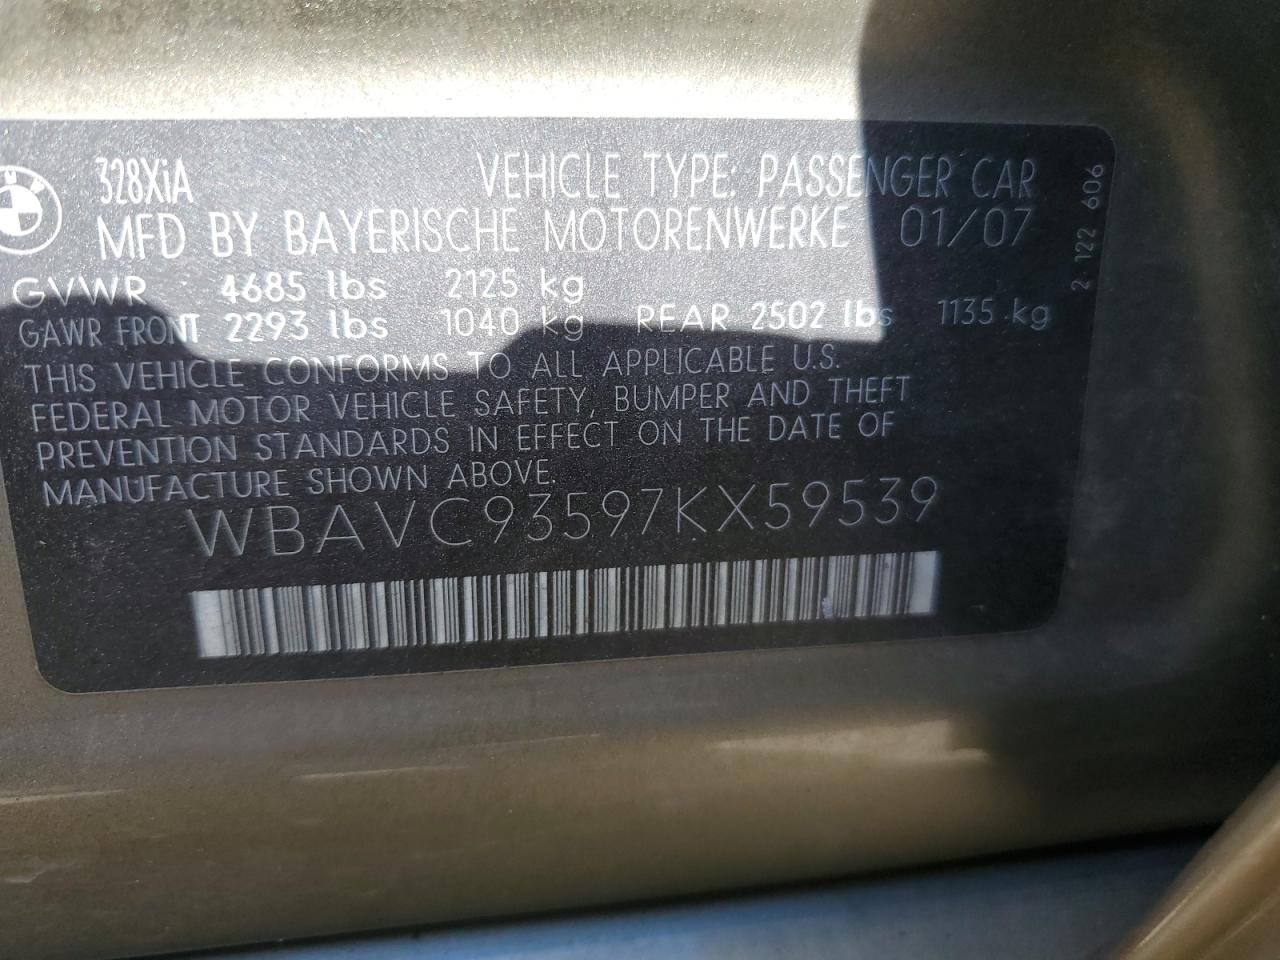 328XiA VEHICLE TYPE: PASSENGER CAR
MFD BY BAYERISCHE MOTORENWERKE 01/07
GVWR 4685 lbs 2125 kg
GAWR FRONT 2293 lbs 1040 kg REAR 2502 lbs 1135 kg
THIS VEHICLE CONFORMS TO ALL APPLICABLE U.S.
FEDERAL MOTOR VEHICLE SAFETY, BUMPER AND THEFT
PREVENTION STANDARDS IN EFFECT ON THE DATE OF
MANUFACTURE SHOWN ABOVE.
WBAVC93597KX59539
2 122 606